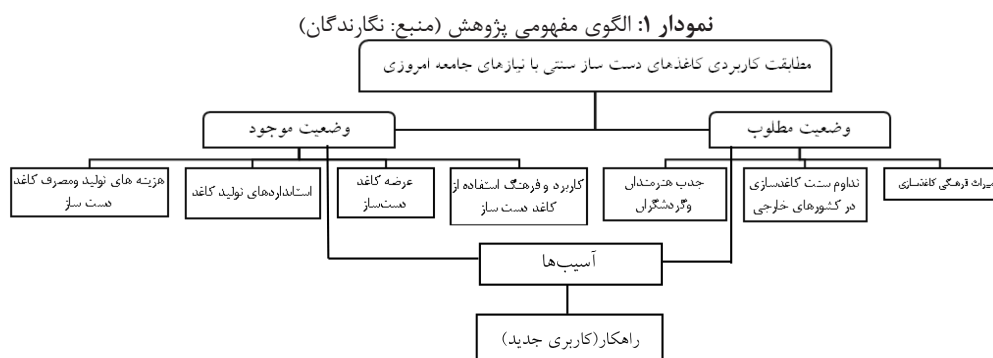 نمودار ۱: الگوی مفهومی پژوهش (منبع: نگارندگان)
مطابقت کاربردی کاغذهای دست ساز سنتی با نیازهای جامعه امروزی
وضعیت مطلوب
وضعیت موجود
میراث فرهنگی کاغذسازی
تداوم سنت کاغذسازی
در کشورهای خارجی
جذب هنرمندان
وگردشگران
کاربرد و فرهنگ استفاده از
کاغذ دست ساز
عرضه کاغذ
دست‌ساز
استانداردهای تولید کاغذ
هزینه های تولید ومصرف کاغذ
دست ساز
آسیب‌ها
راهکار(کاربری جدید)